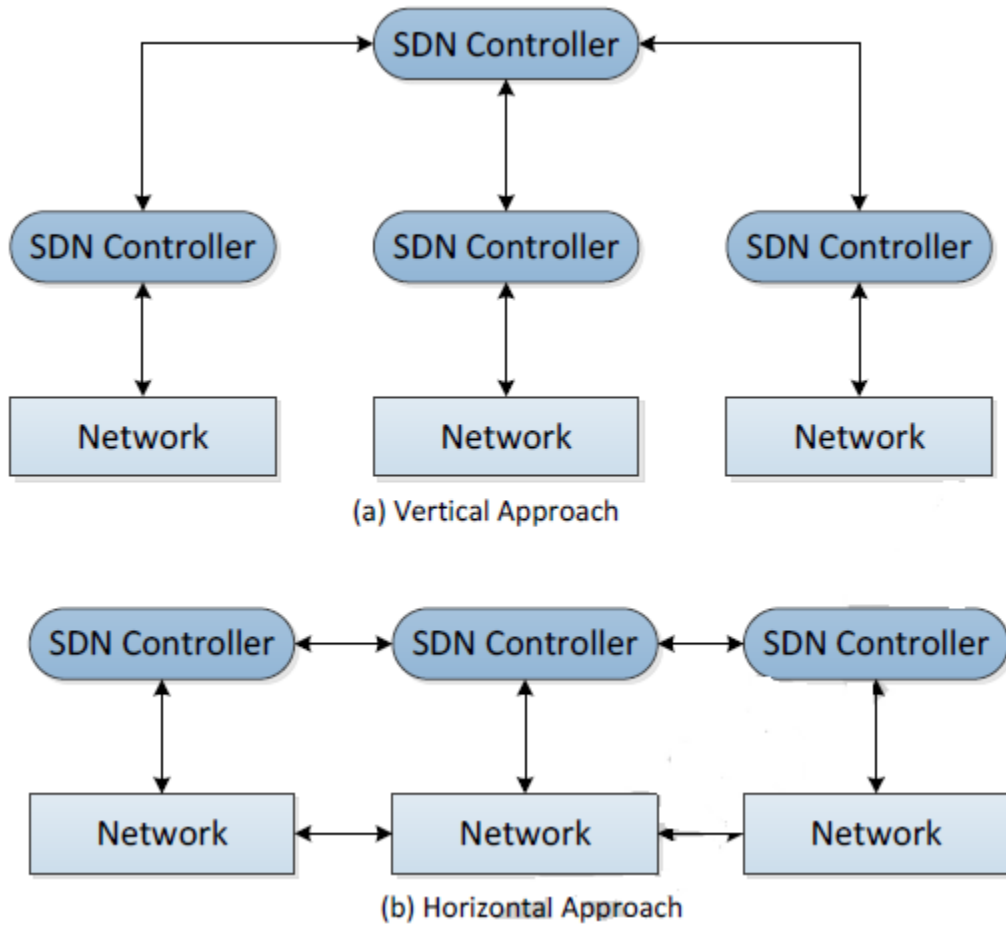 SDN Controller
SDN Controller
SDN Controller
SDN Controller
Network
Network
Network
(a) Vertical Approach
SDN Controller
SDN Controller
SDN Controller
Network
Network
Network
(b) Horizontal Approach